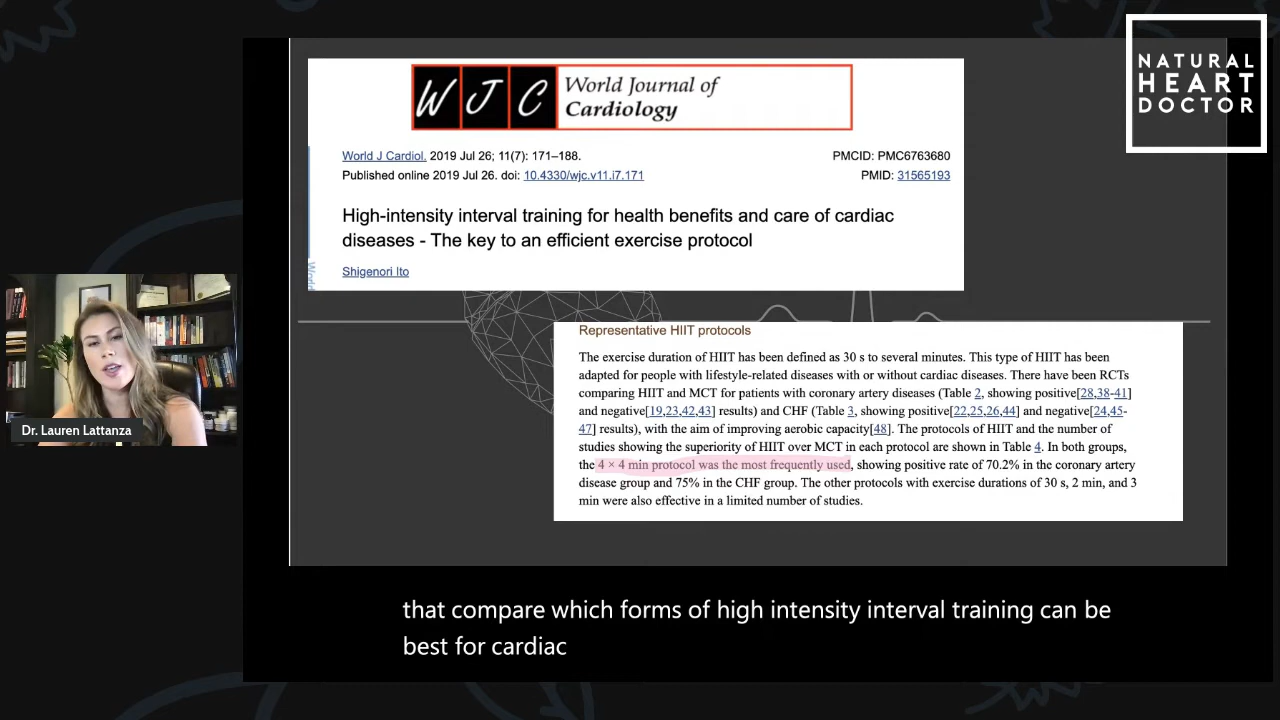 NATURAL
HEART
DOCTOR
W J C World Journal of
Cardiology
World J Cardiol. 2019 Jul 26; 11(7): 171–188.
PMCID: PMC6763680
Published online 2019 Jul 26. doi: 10.4330/wjc.v11.i7.171
PMID: 31565193
High-intensity interval training for health benefits and care of cardiac
diseases - The key to an efficient exercise protocol
Shigenori Ito
World
Representative HIIT protocols
The exercise duration of HIIT has been defined as 30 s to several minutes. This type of HIIT has been
adapted for people with lifestyle-related diseases with or without cardiac diseases. There have been RCTs
comparing HIIT and MCT for patients with coronary artery diseases (Table 2, showing positive[28,38-41]
and negative[19,23,42,43] results) and CHF (Table 3, showing positive[22,25,26,44] and negative[24,45-
47] results), with the aim of improving aerobic capacity[48]. The protocols of HIIT and the number of
studies showing the superiority of HIIT over MCT in each protocol are shown in Table 4. In both groups,
the 4 × 4 min protocol was the most frequently used, showing positive rate of 70.2% in the coronary artery
disease group and 75% in the CHF group. The other protocols with exercise durations of 30 s, 2 min, and 3
min were also effective in a limited number of studies.
Dr. Lauren Lattanza
that compare which forms of high intensity interval training can be
best for cardiac